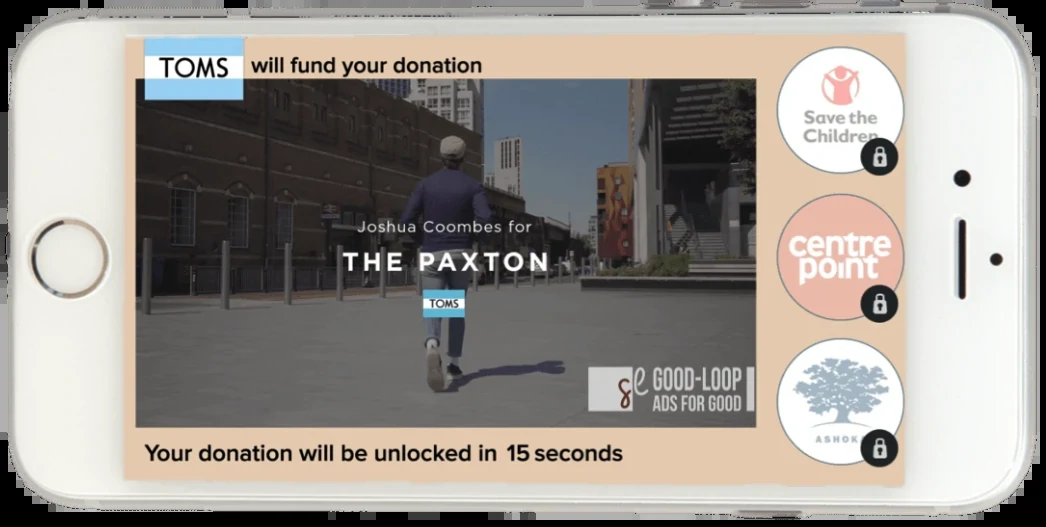 TOMS
will fund your donation
Joshua Coombes for
THE PAXTON
TOMS
GOOD-LOOP
ADS FOR GOOD
Your donation will be unlocked in 15 seconds
Save the
Children
centre
point
ASHOKA